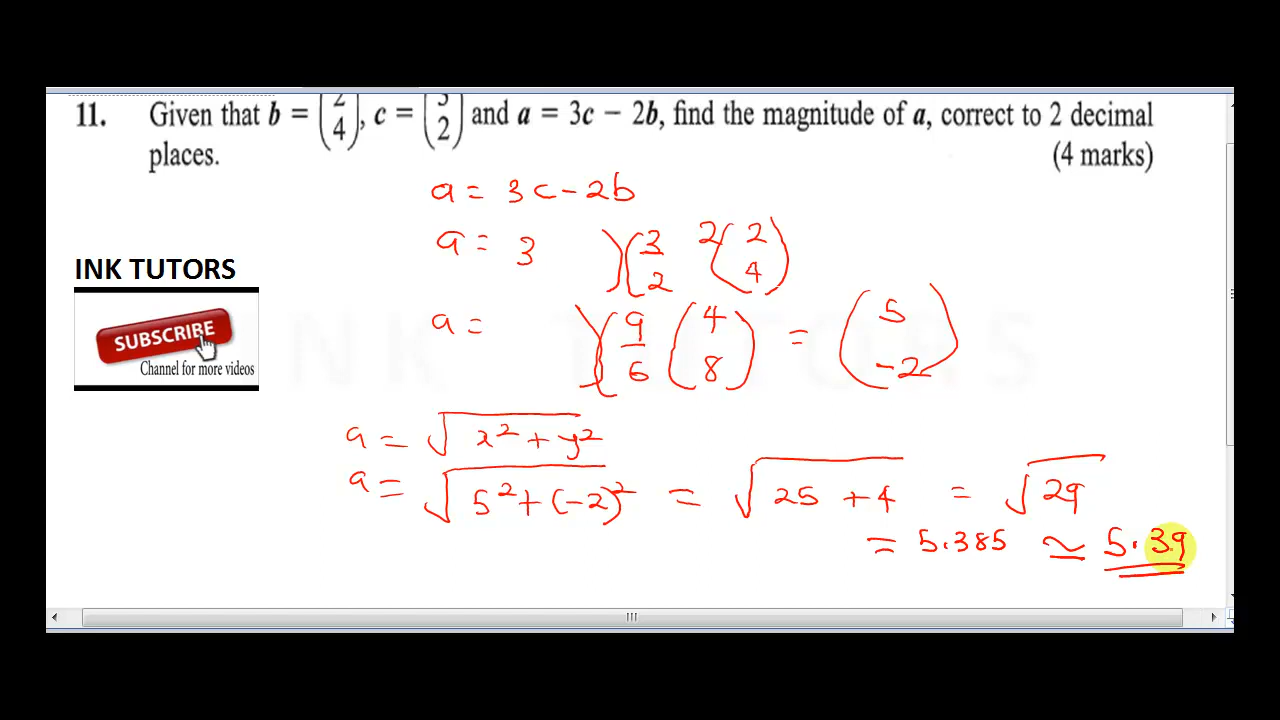 11. Given that b = (2 4), c = (3 2) and a = 3c − 2b, find the magnitude of a, correct to 2 decimal
places. (4 marks)
a = 3c - 2b
a = 3 )(3 2 2(2 4)
a = )(9 6 (4 8) = (5 -2)
INK TUTORS
SUBSCRIBE
Channel for more videos
INK TUTORS
a = √x² + y²
a = √5² + (-2)² = √25 + 4 = √29
= 5.385 ≃ 5.39